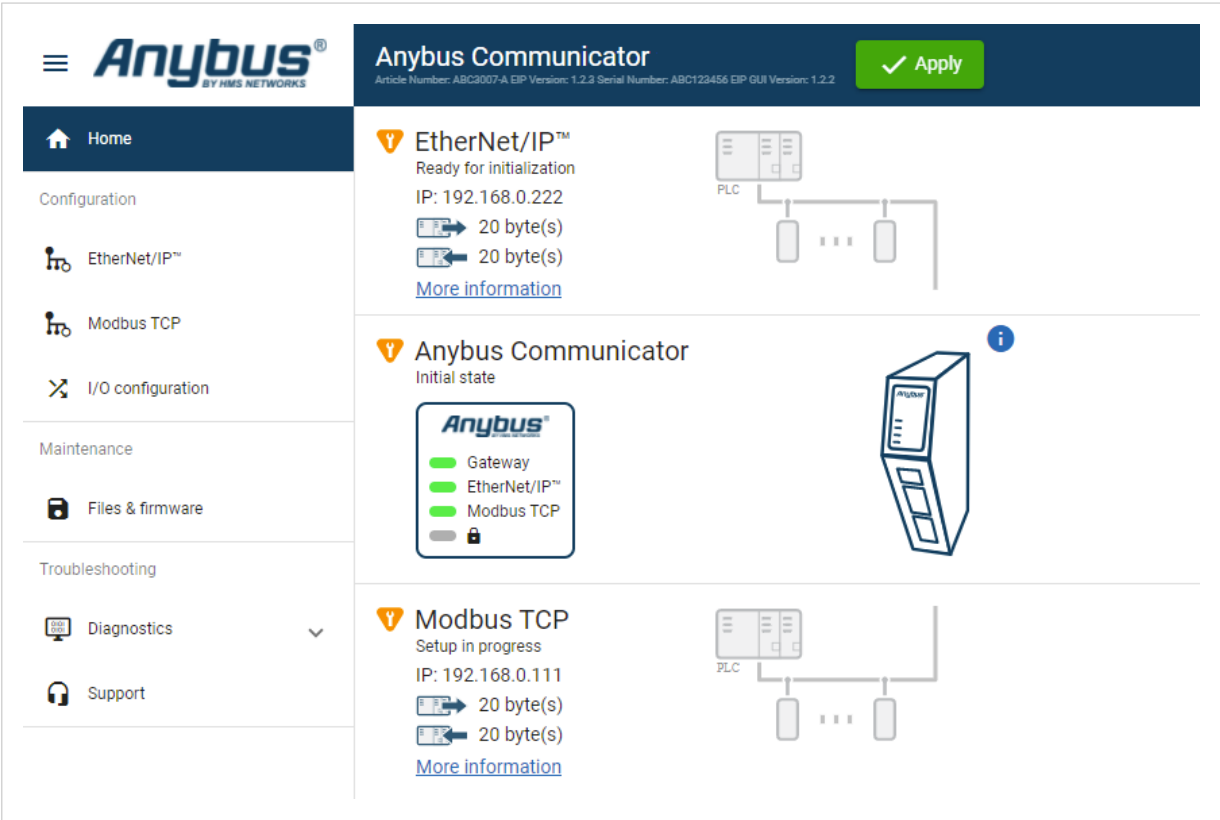 Anybus®
BY HMS NETWORKS
Anybus Communicator
Article Number: ABC3007-A EIP Version: 1.2.3 Serial Number: ABC123456 EIP GUI Version: 1.2.2
Apply
Home
Configuration
EtherNet/IP™
Modbus TCP
I/O configuration
Maintenance
Files & firmware
Troubleshooting
Diagnostics
Support
EtherNet/IP™
Ready for initialization
IP: 192.168.0.222
20 byte(s)
20 byte(s)
More information
PLC
Anybus Communicator
Initial state
Anybus®
BY HMS NETWORKS
Gateway
EtherNet/IP™
Modbus TCP
i
Anybus
Modbus TCP
Setup in progress
IP: 192.168.0.111
20 byte(s)
20 byte(s)
More information
PLC